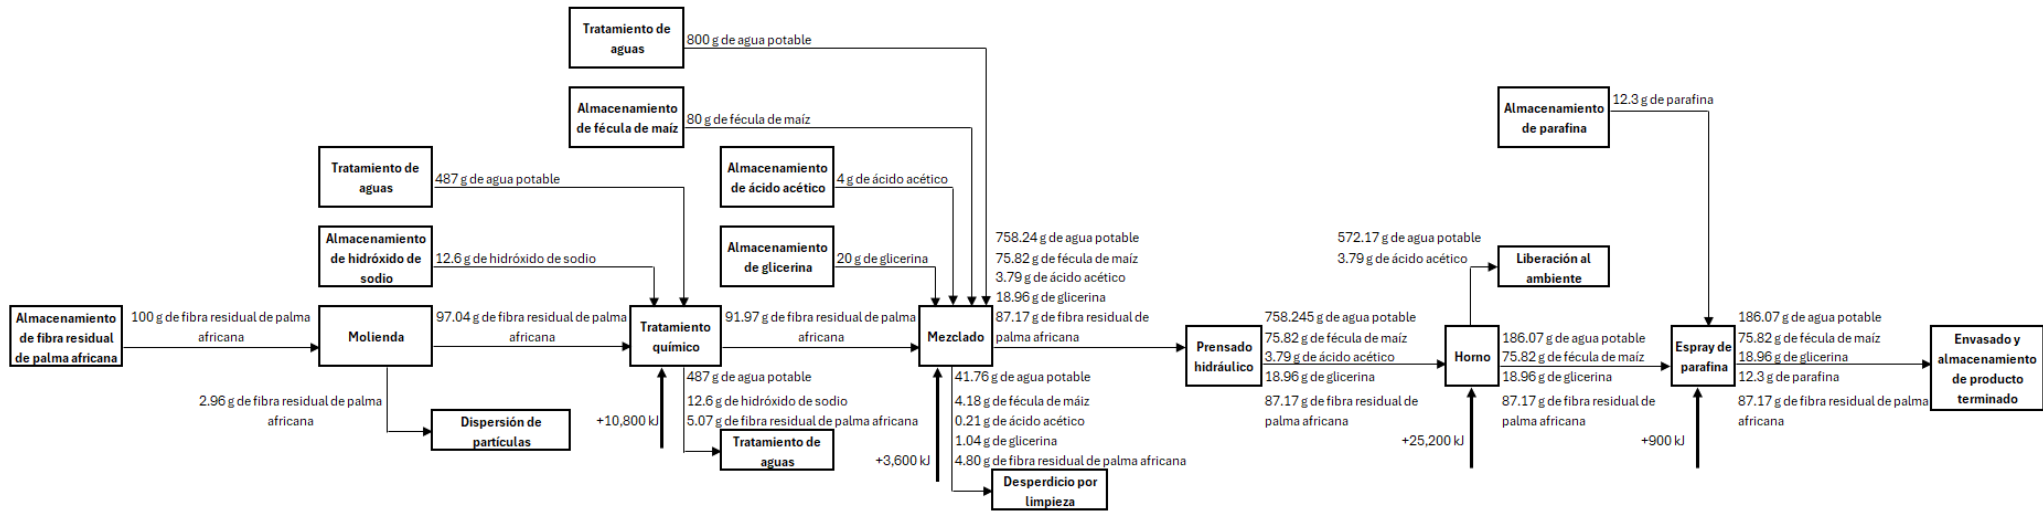 Tratamiento de
aguas
800 g de agua potable
Almacenamiento
de fécula de maíz
80 g de fécula de maíz
Almacenamiento
de parafina
12.3 g de parafina
Tratamiento de
aguas
487 g de agua potable
Almacenamiento
de ácido acético
4 g de ácido acético
Almacenamiento
de hidróxido de
sodio
12.6 g de hidróxido de sodio
Almacenamiento
de glicerina
20 g de glicerina
758.24 g de agua potable
75.82 g de fécula de maíz
3.79 g de ácido acético
18.96 g de glicerina
87.17 g de fibra residual de
palma africana
572.17 g de agua potable
3.79 g de ácido acético
Liberación al
ambiente
Almacenamiento
de fibra residual
de palma africana
100 g de fibra residual de palma
africana
Molienda
97.04 g de fibra residual de palma
africana
Tratamiento
químico
91.97 g de fibra residual de palma
africana
Mezclado
Prensado
hidráulico
758.245 g de agua potable
75.82 g de fécula de maíz
3.79 g de ácido acético
18.96 g de glicerina
87.17 g de fibra residual de
palma africana
Horno
186.07 g de agua potable
75.82 g de fécula de maíz
18.96 g de glicerina
87.17 g de fibra residual de
palma africana
Espray de
parafina
186.07 g de agua potable
75.82 g de fécula de maíz
18.96 g de glicerina
12.3 g de parafina
87.17 g de fibra residual de palma
africana
Envasado y
almacenamiento
de producto
terminado
2.96 g de fibra residual de palma
africana
Dispersión de
partículas
+10,800 kJ
487 g de agua potable
12.6 g de hidróxido de sodio
5.07 g de fibra residual de palma africana
Tratamiento de
aguas
+3,600 kJ
41.76 g de agua potable
4.18 g de fécula de máiz
0.21 g de ácido acético
1.04 g de glicerina
4.80 g de fibra residual de palma africana
Desperdicio por
limpieza
+25,200 kJ
+900 kJ